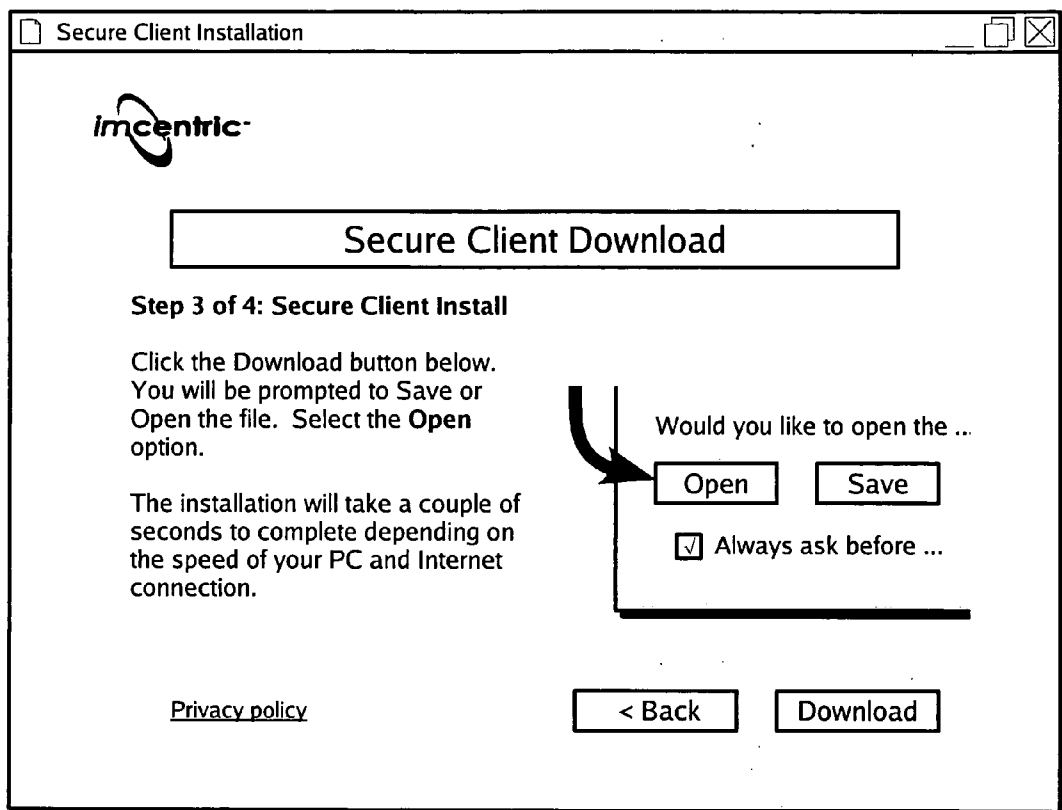 Secure Client Installation
imcentric
Secure Client Download
Step 3 of 4: Secure Client Install
Click the Download button below.
You will be prompted to Save or
Open the file. Select the Open
option.
The installation will take a couple of
seconds to complete depending on
the speed of your PC and Internet
connection.
Would you like to open the ...
Open
Save
Always ask before ...
Privacy policy
< Back
Download